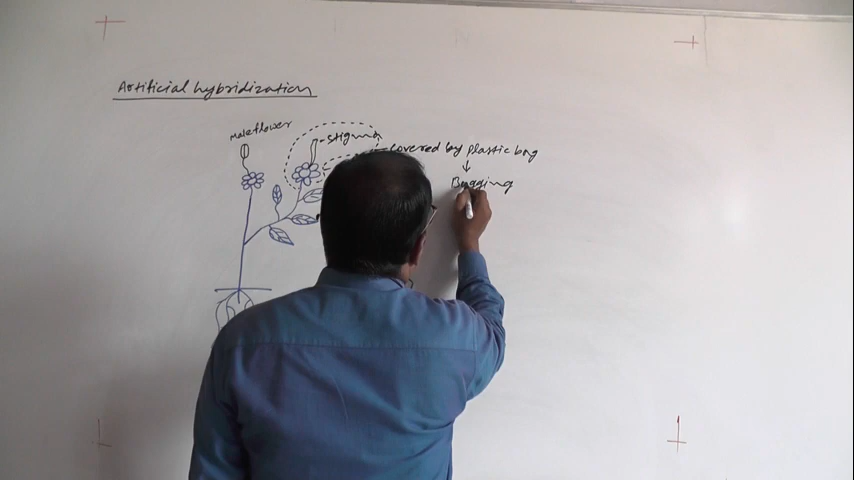 Artificial hybridization
Male flower
stigma
covered by plastic bag
Bagging